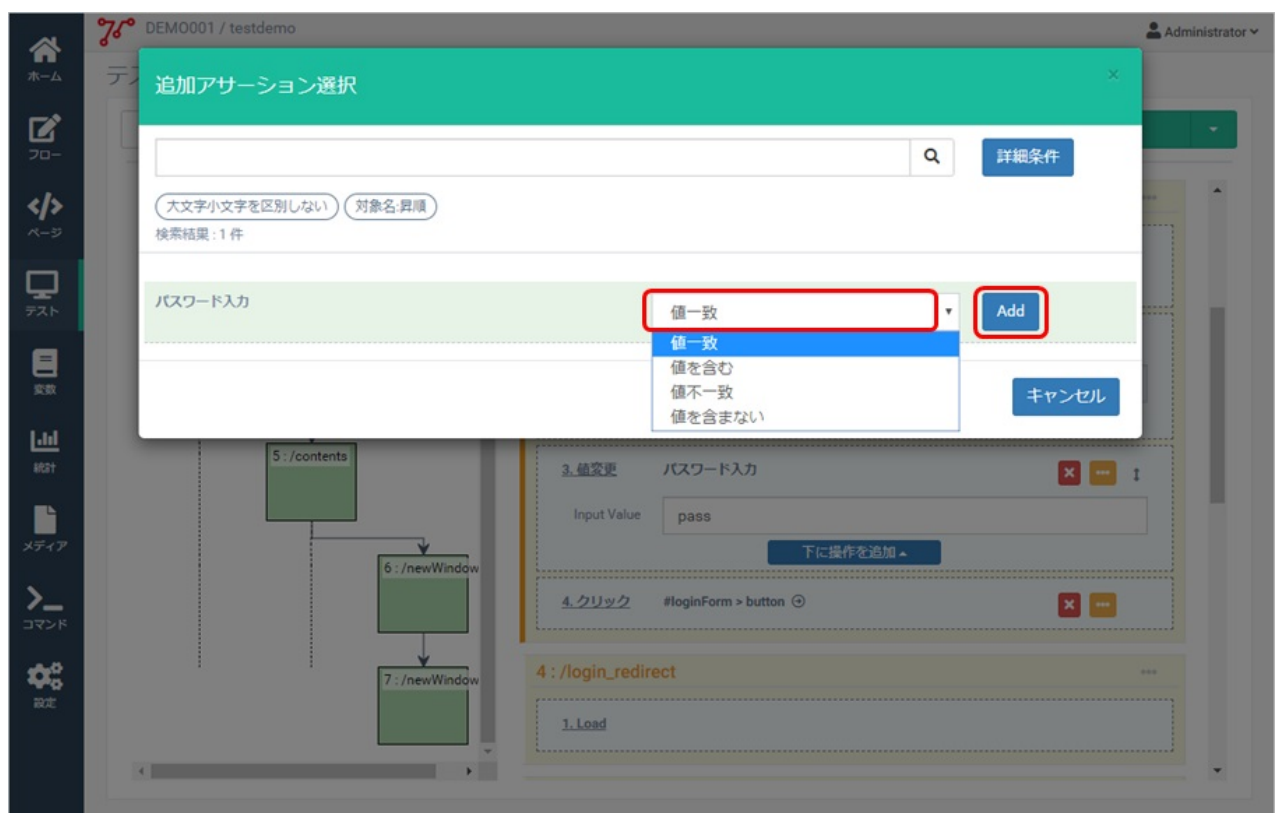 DEMO001 / testdemo
Administrator
ホーム
フロー
ページ
テスト
変数
統計
メディア
コマンド
設定
追加アサーション選択
×
詳細条件
大文字小文字を区別しない 対象名:昇順
検索結果 : 1 件
パスワード入力 値一致 Add
値一致
値を含む
値不一致
値を含まない
キャンセル
5 : /contents
6 : /newWindow
7 : /newWindow
3. 値変更 パスワード入力
Input Value pass
下に操作を追加
4. クリック #loginForm > button
4 : /login_redirect
1. Load